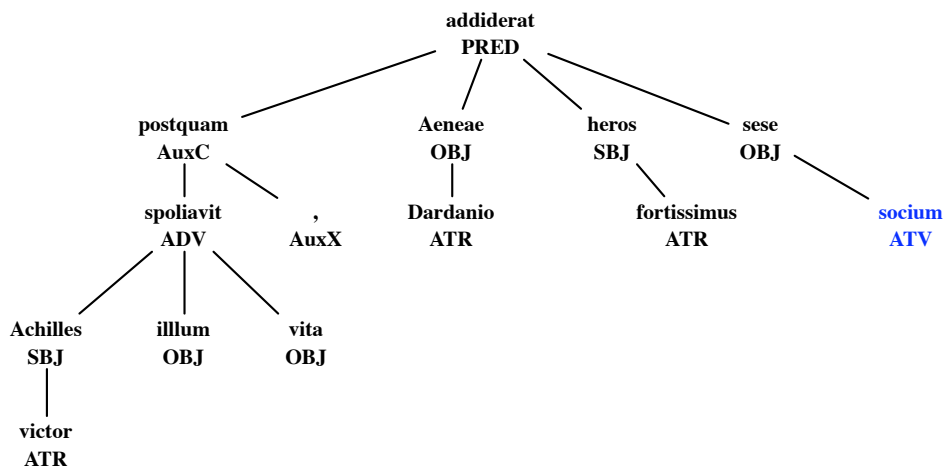 addiderat
PRED
postquam
AuxC
Aeneae
OBJ
heros
SBJ
sese
OBJ
spoliavit
ADV
,
AuxX
Dardanio
ATR
fortissimus
ATR
socium
ATV
Achilles
SBJ
illlum
OBJ
vita
OBJ
victor
ATR